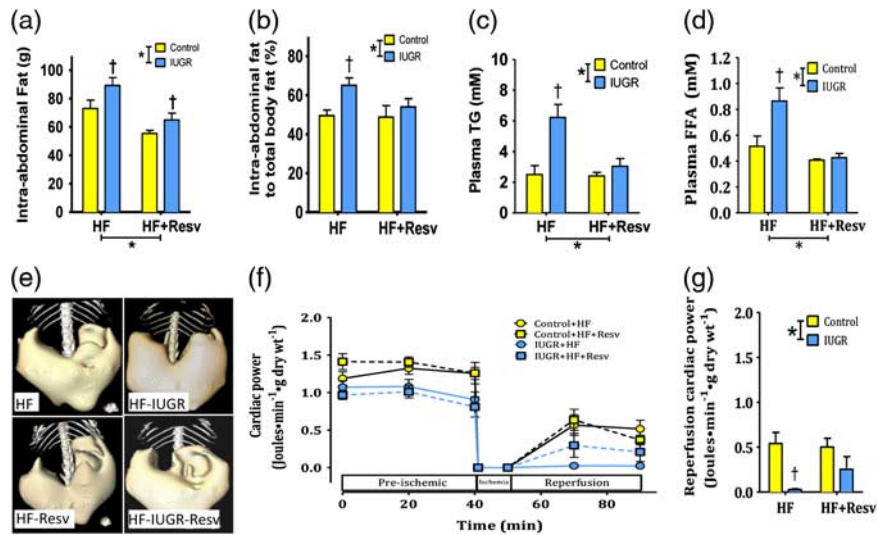 (a)
Intra-abdominal Fat (g)
100
80
60
40
20
0
*
Control
IUGR
†
†
HF
HF+Resv
*
(b)
Intra-abdominal fat
to total body fat (%)
100
80
60
40
20
0
*
Control
IUGR
†
HF
HF+Resv
(c)
Plasma TG (mM)
10
8
6
4
2
0
*
Control
IUGR
†
HF
HF+Resv
*
(d)
Plasma FFA (mM)
1.2
1.0
0.8
0.6
0.4
0.2
0.0
*
Control
IUGR
†
HF
HF+Resv
*
(e)
HF
HF-IUGR
HF-Resv
HF-IUGR-Resv
(f)
Cardiac power
(Joules•min⁻¹•g dry wt⁻¹)
2.0
1.5
1.0
0.5
0.0
Control+HF
Control+HF+Resv
IUGR+HF
IUGR+HF+Resv
Pre-ischemic
Ischemia
Reperfusion
0
20
40
60
80
Time (min)
(g)
Reperfusion cardiac power
(Joules•min⁻¹•g dry wt⁻¹)
2.0
1.5
1.0
0.5
0.0
*
Control
IUGR
†
HF
HF+Resv